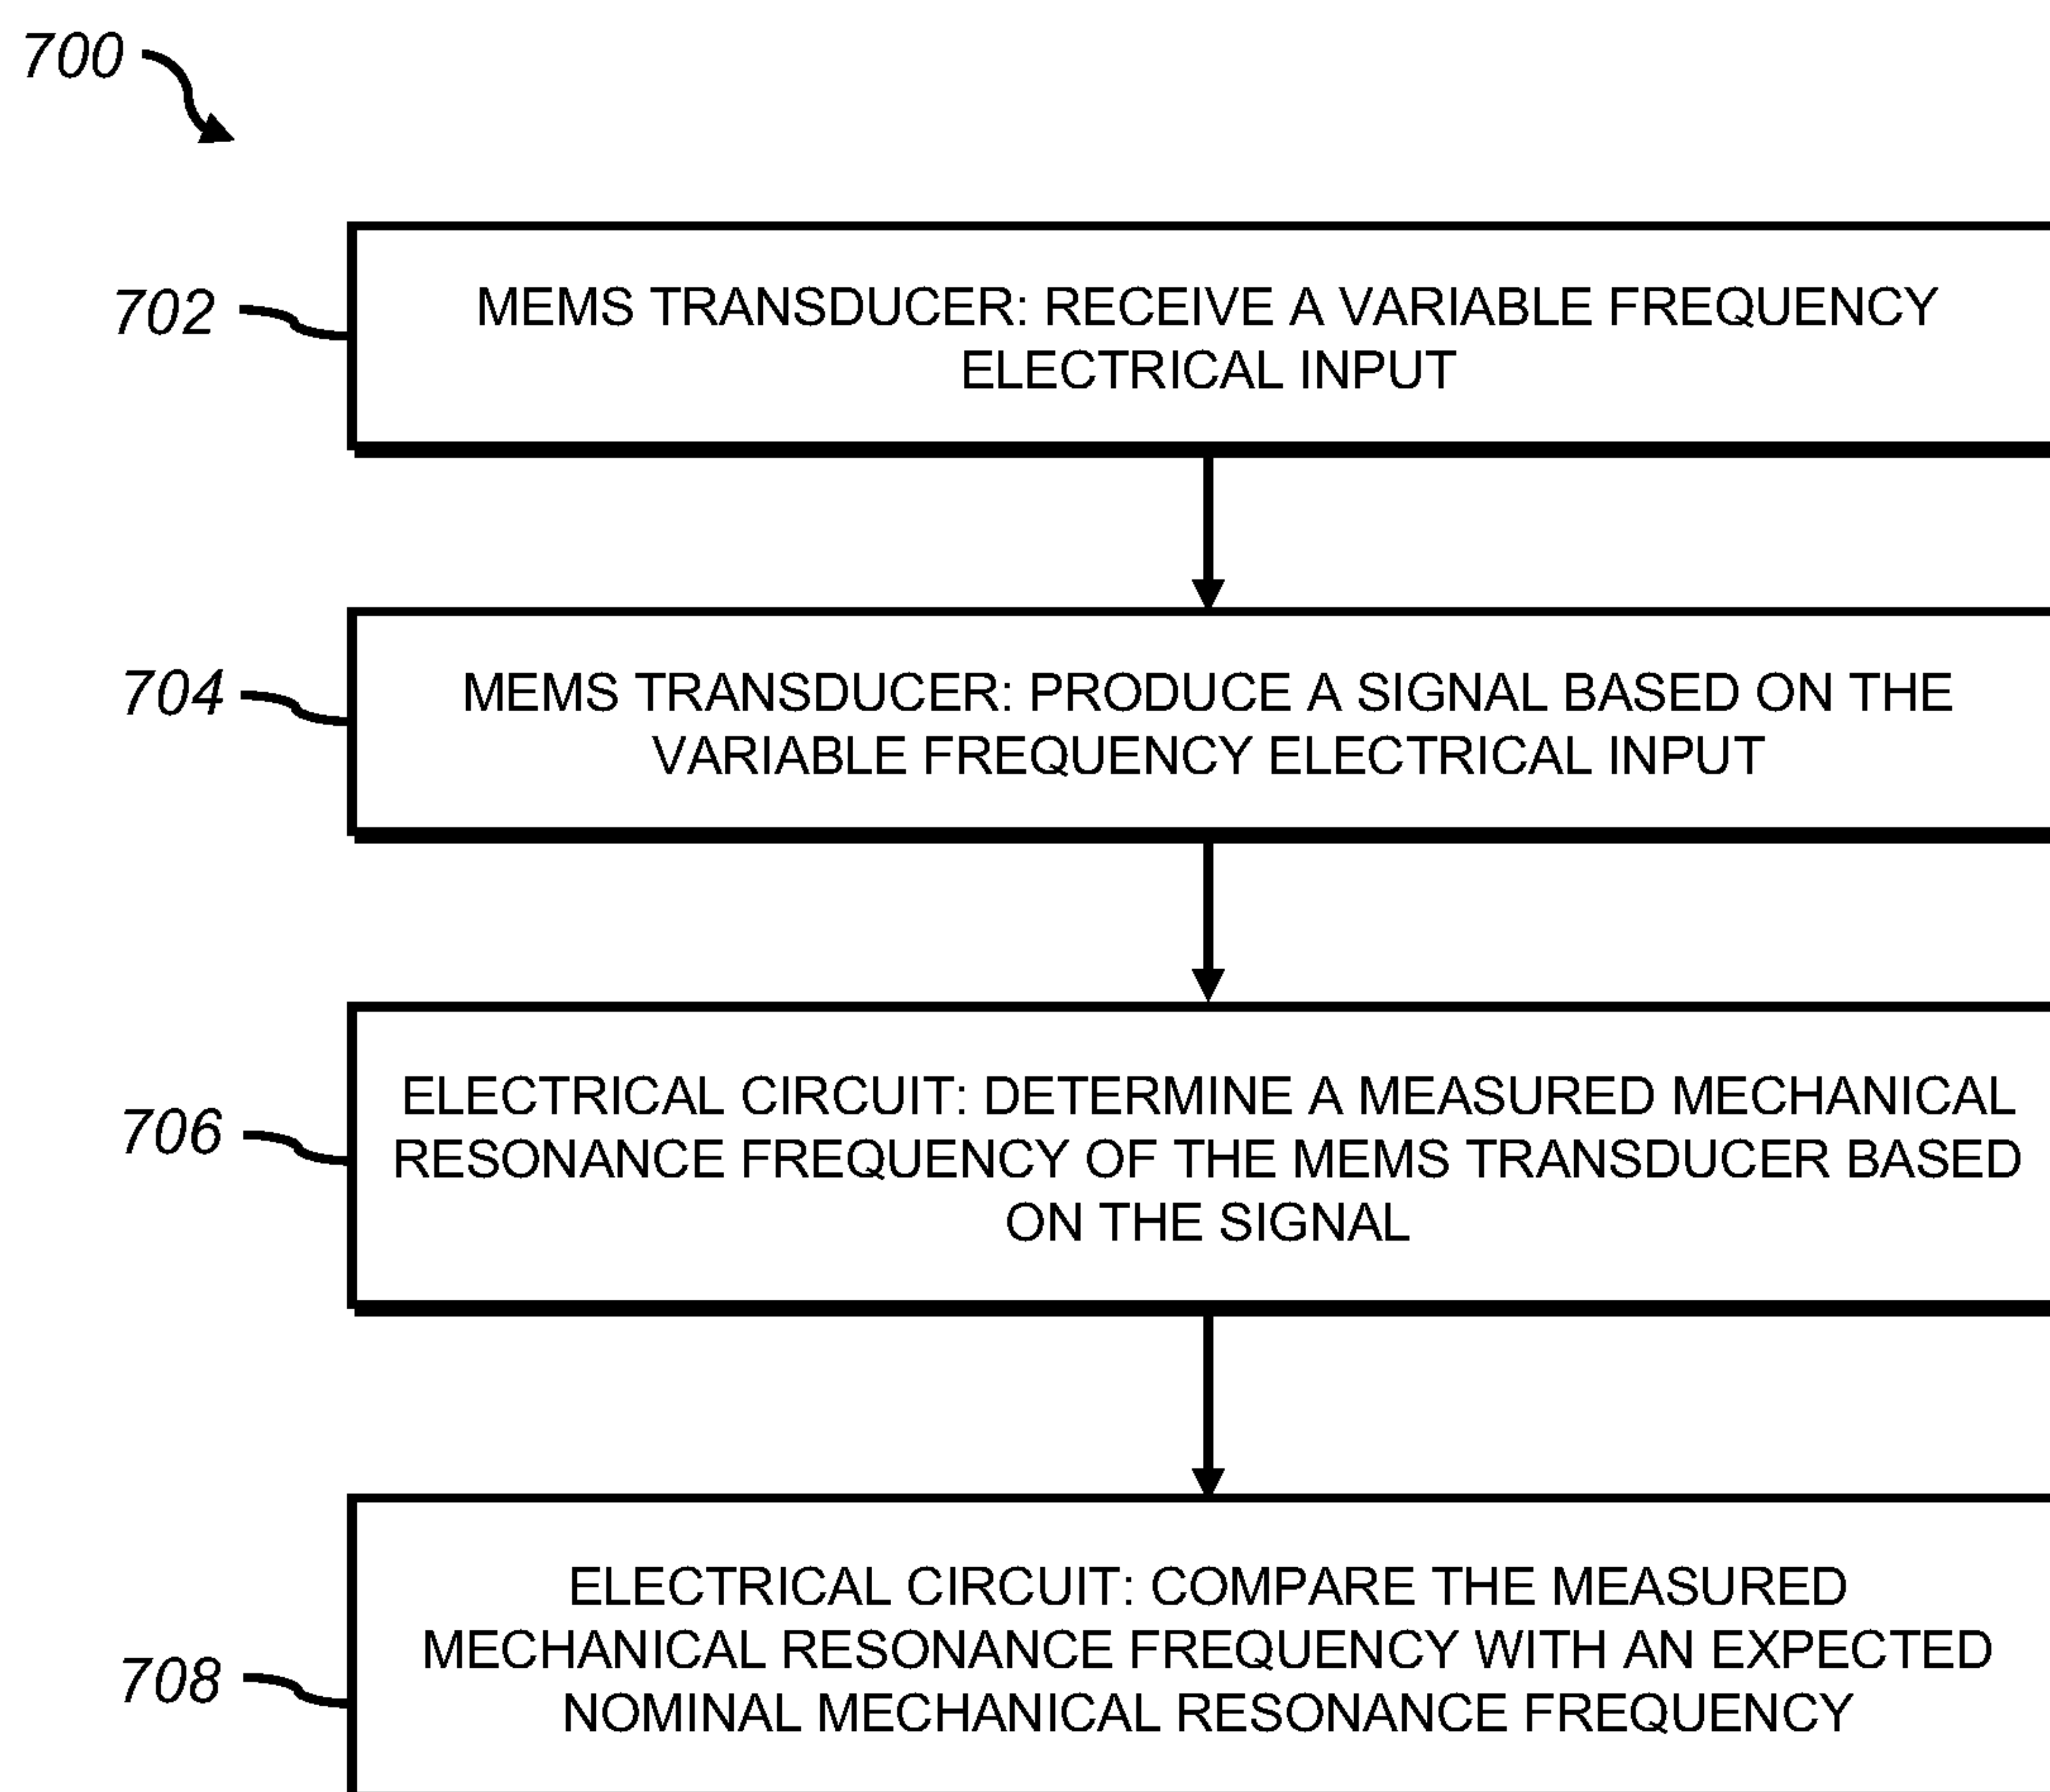 700
702
MEMS TRANSDUCER: RECEIVE A VARIABLE FREQUENCY
ELECTRICAL INPUT
704
MEMS TRANSDUCER: PRODUCE A SIGNAL BASED ON THE
VARIABLE FREQUENCY ELECTRICAL INPUT
706
ELECTRICAL CIRCUIT: DETERMINE A MEASURED MECHANICAL
RESONANCE FREQUENCY OF THE MEMS TRANSDUCER BASED
ON THE SIGNAL
708
ELECTRICAL CIRCUIT: COMPARE THE MEASURED
MECHANICAL RESONANCE FREQUENCY WITH AN EXPECTED
NOMINAL MECHANICAL RESONANCE FREQUENCY